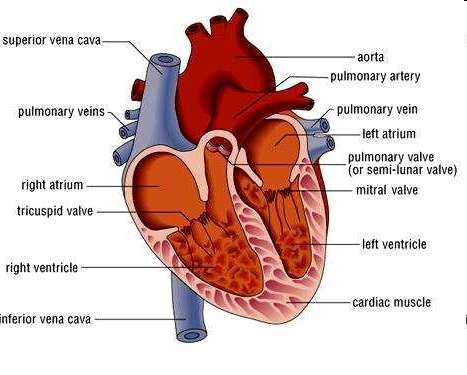 superior vena cava
aorta
pulmonary artery
pulmonary veins
pulmonary vein
left atrium
pulmonary valve
(or semi-lunar valve)
right atrium
mitral valve
tricuspid valve
left ventricle
right ventricle
cardiac muscle
inferior vena cava